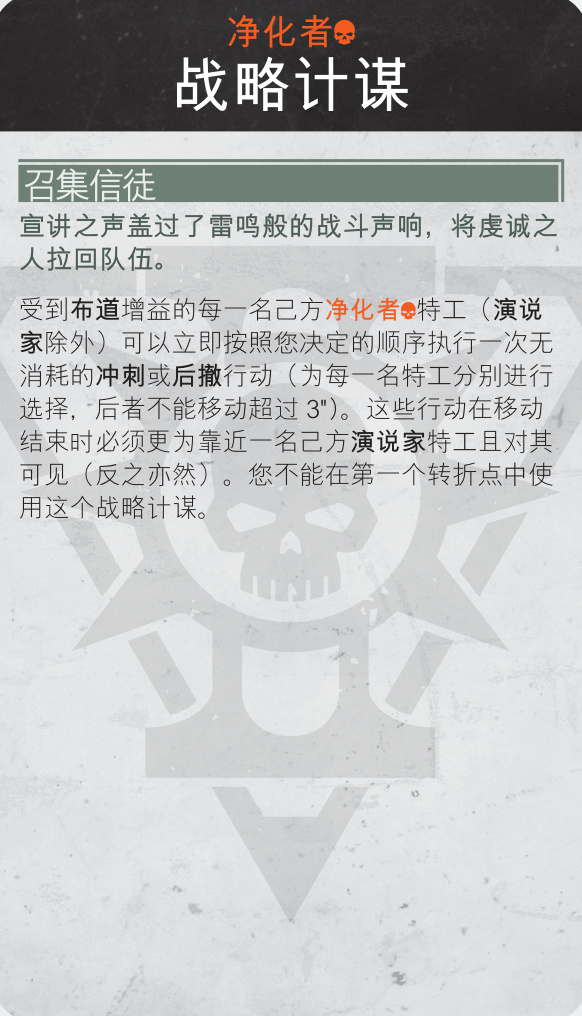 净化者
战略计谋
召集信徒
宣讲之声盖过了雷鸣般的战斗声响，将虔诚之
人拉回队伍。
受到布道增益的每一名己方净化者特工（演说
家除外）可以立即按照您决定的顺序执行一次无
消耗的冲刺或后撤行动（为每一名特工分别进行
选择，后者不能移动超过 3"）。这些行动在移动
结束时必须更为靠近一名己方演说家特工且对其
可见（反之亦然）。您不能在第一个转折点中使
用这个战略计谋。